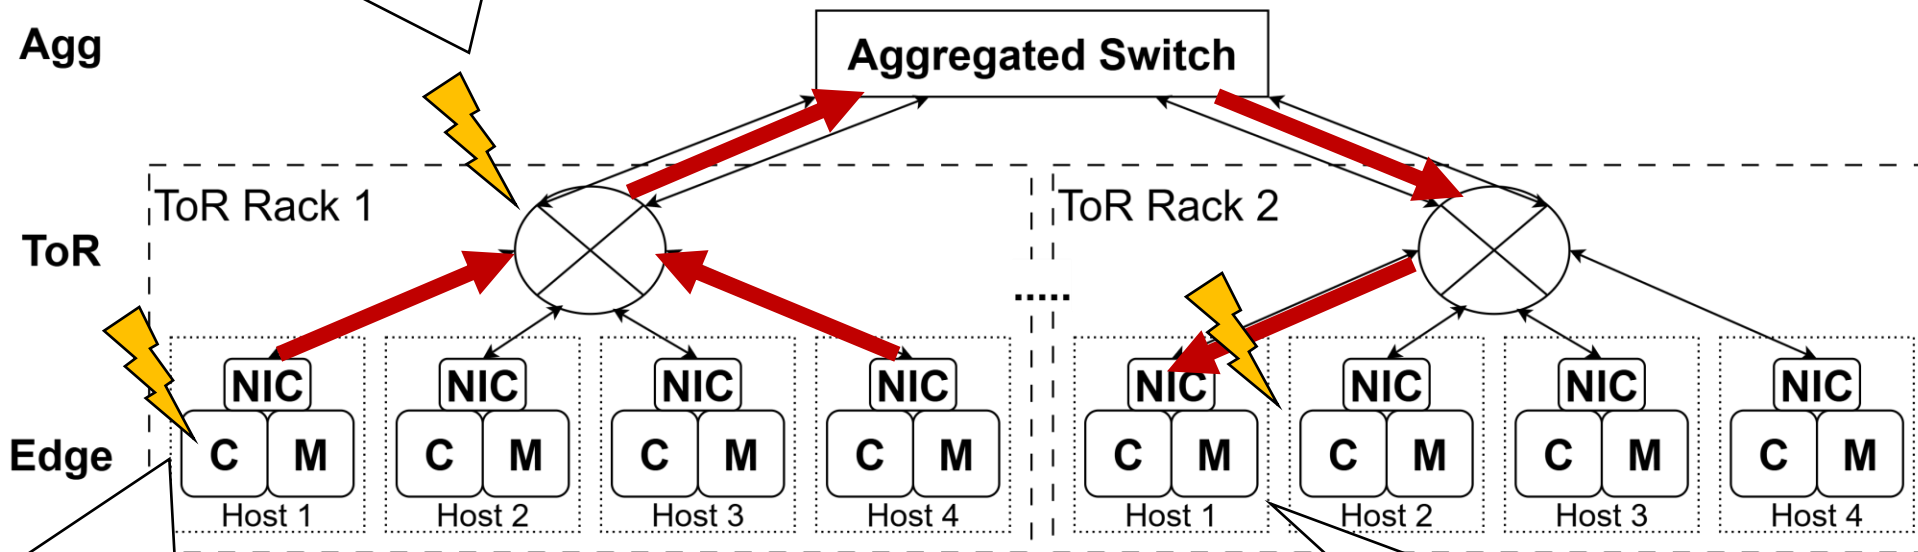 Agg
Aggregated Switch
ToR Rack 1
ToR Rack 2
ToR
.....
NIC NIC NIC NIC NIC NIC NIC NIC
Edge
C M C M C M C M C M C M C M C M
Host 1 Host 2 Host 3 Host 4 Host 1 Host 2 Host 3 Host 4